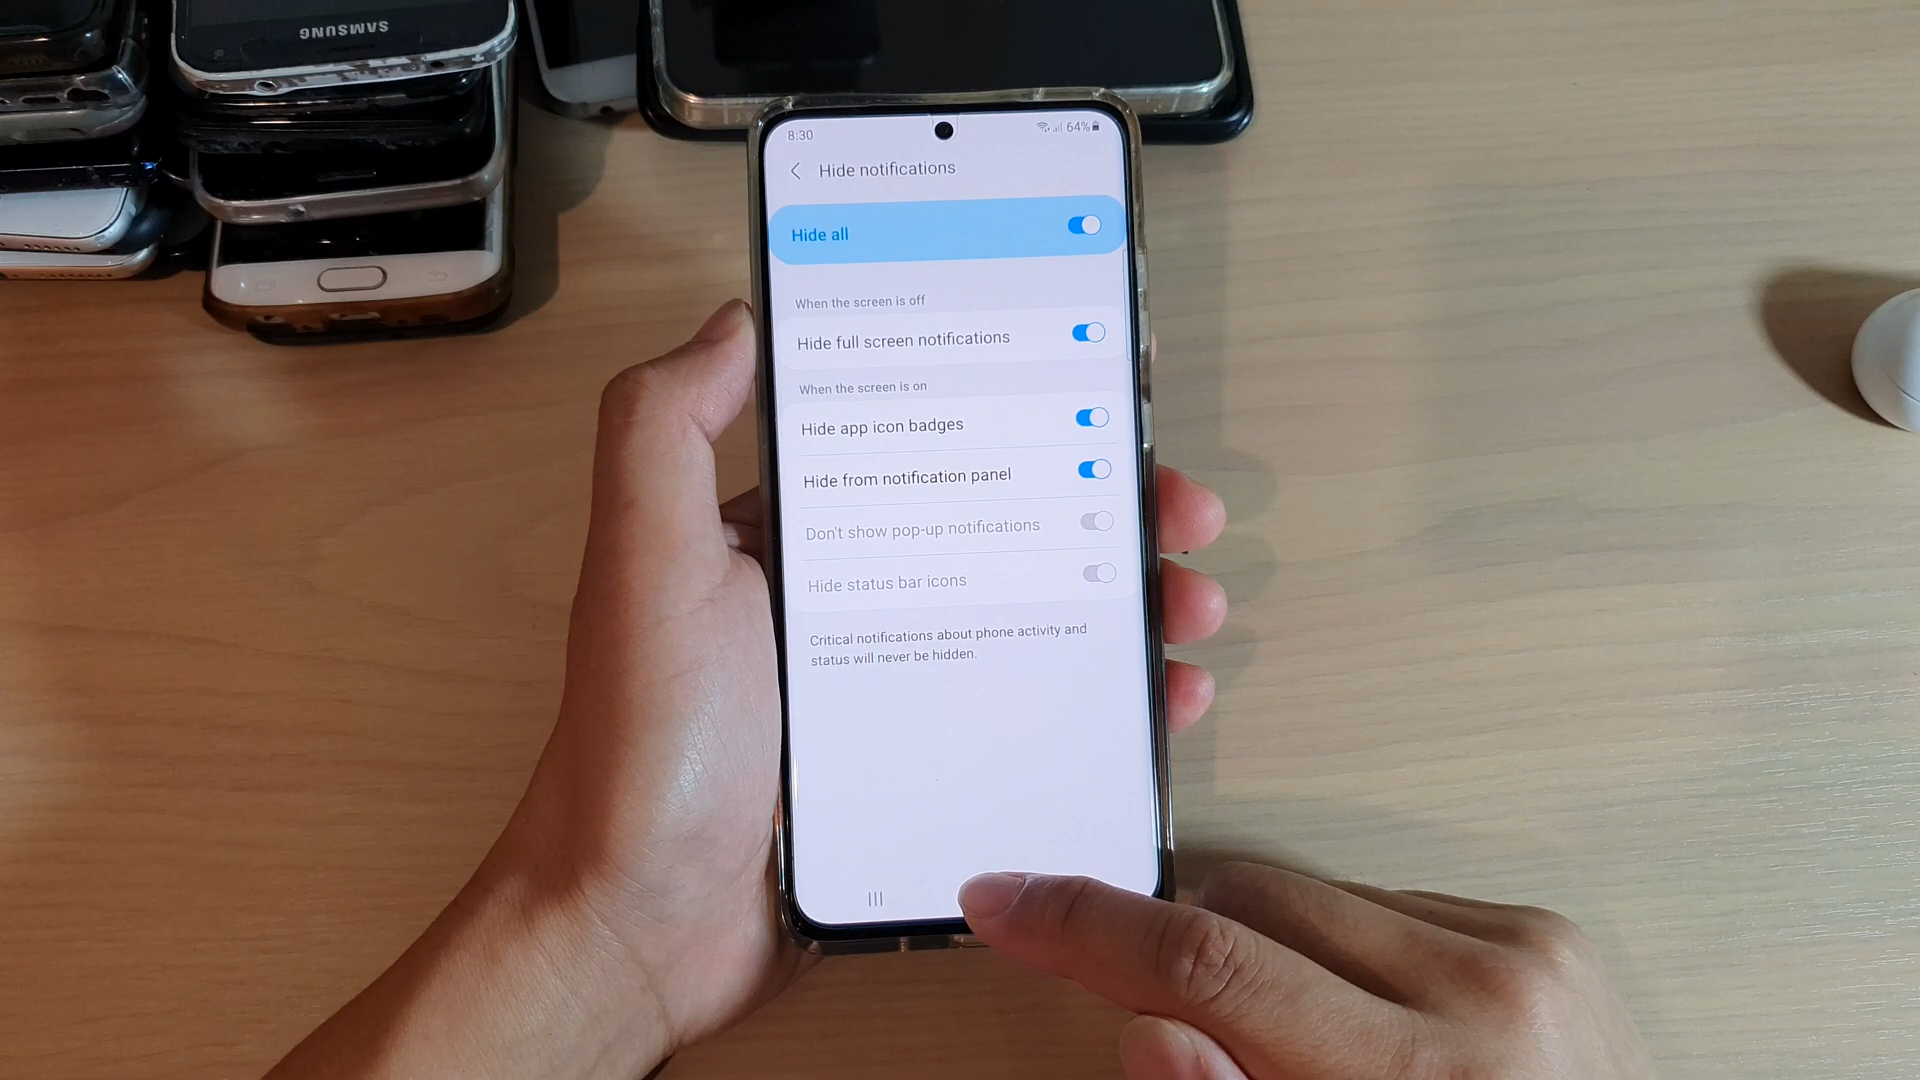 SAMSUNG
8:30
64%
Hide notifications
Hide all
When the screen is off
Hide full screen notifications
When the screen is on
Hide app icon badges
Hide from notification panel
Don't show pop-up notifications
Hide status bar icons
Critical notifications about phone activity and
status will never be hidden.